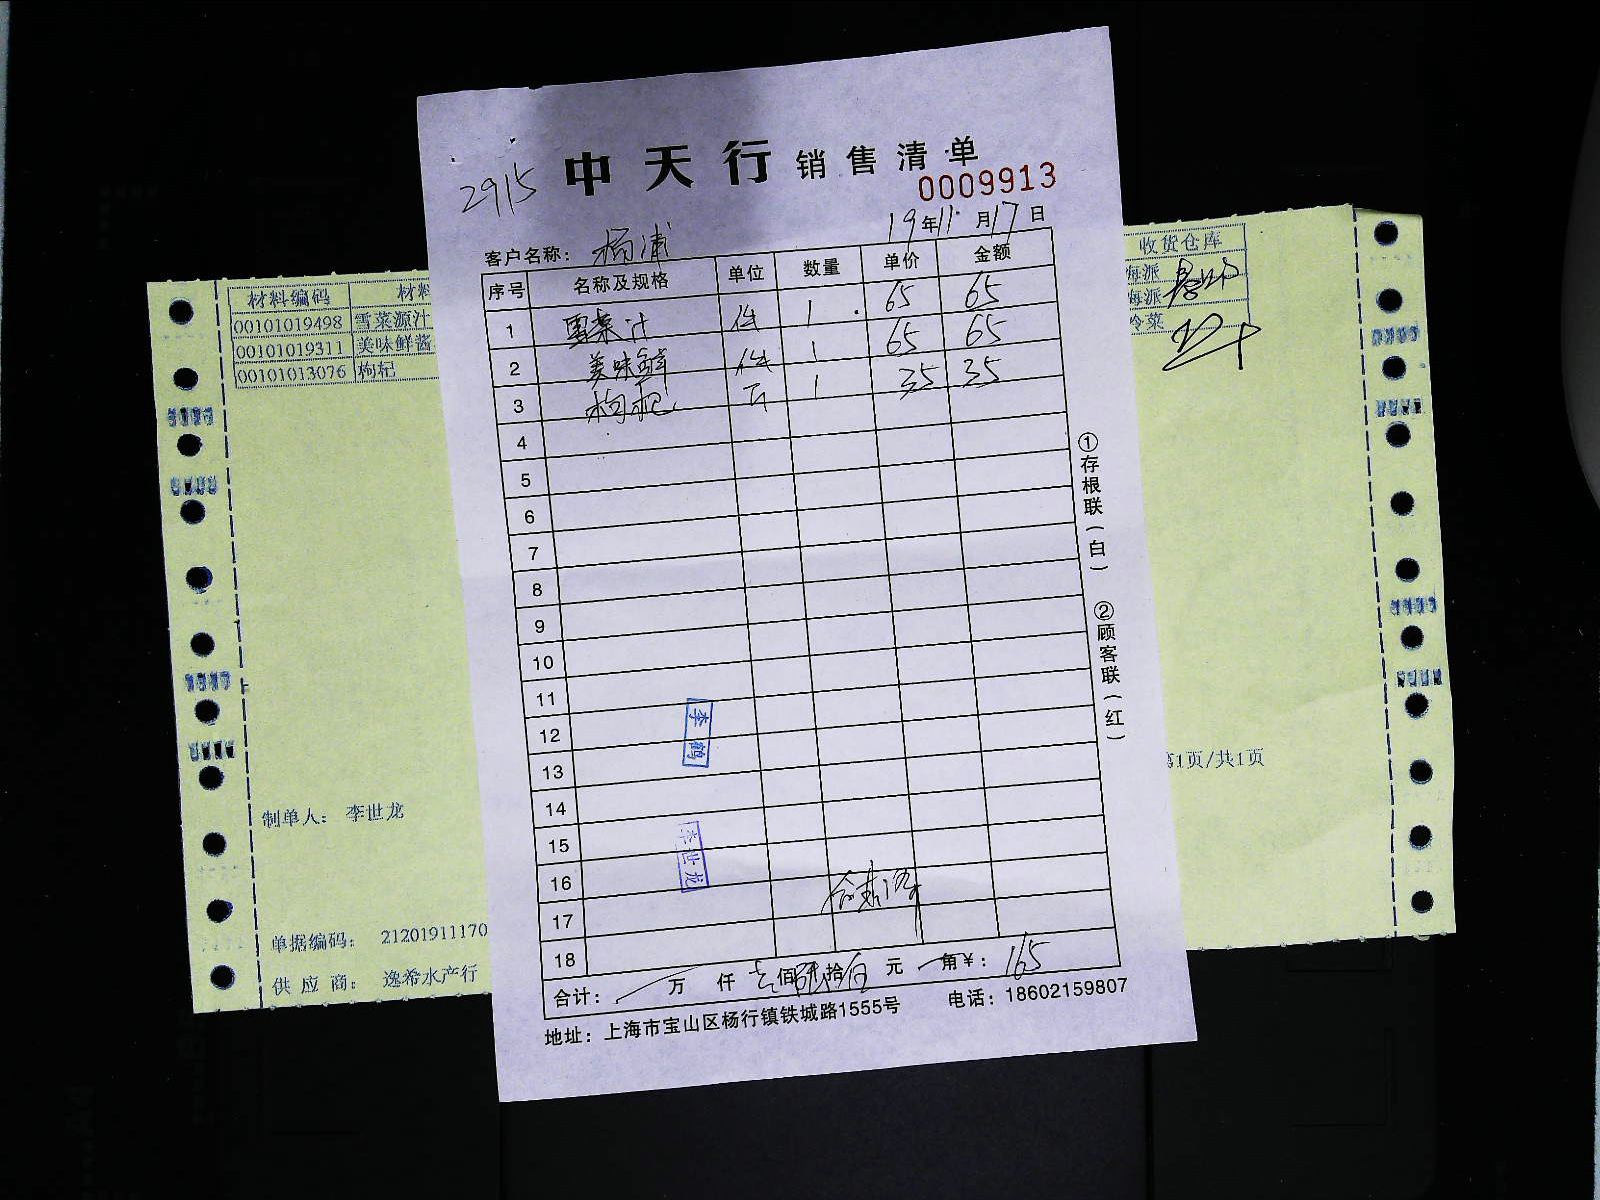 2915
中天行 销售清单
0009913
19年11月17日
客户名称：杨浦
序号 名称及规格 单位 数量 单价 金额
1 雪菜汁 件 1 65 65
2 美味鲜 件 1 65 65
3 枸杞 斤 1 35 35
4
5
6
7
8
9
10
11
12
13
14
15
16
17
18
李鹤
李世龙
合计： 万 仟 壹佰陆拾伍元 角￥：165
地址：上海市宝山区杨行镇铁城路1555号 电话：18602159807
①存根联（白） ②顾客联（红）
材料编码 材料
00101019498 雪菜源汁
00101019311 美味鲜酱
00101013076 枸杞
制单人： 李世龙
单据编码： 21201911170
供应商： 逸希水产行
收货仓库
海派
海派
冷菜
第1页/共1页